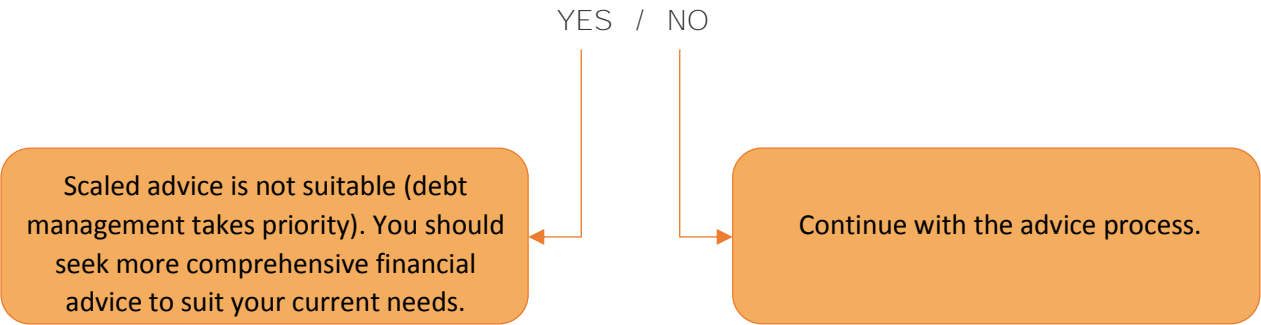 YES / NO
Scaled advice is not suitable (debt
management takes priority). You should
seek more comprehensive financial
advice to suit your current needs.
Continue with the advice process.